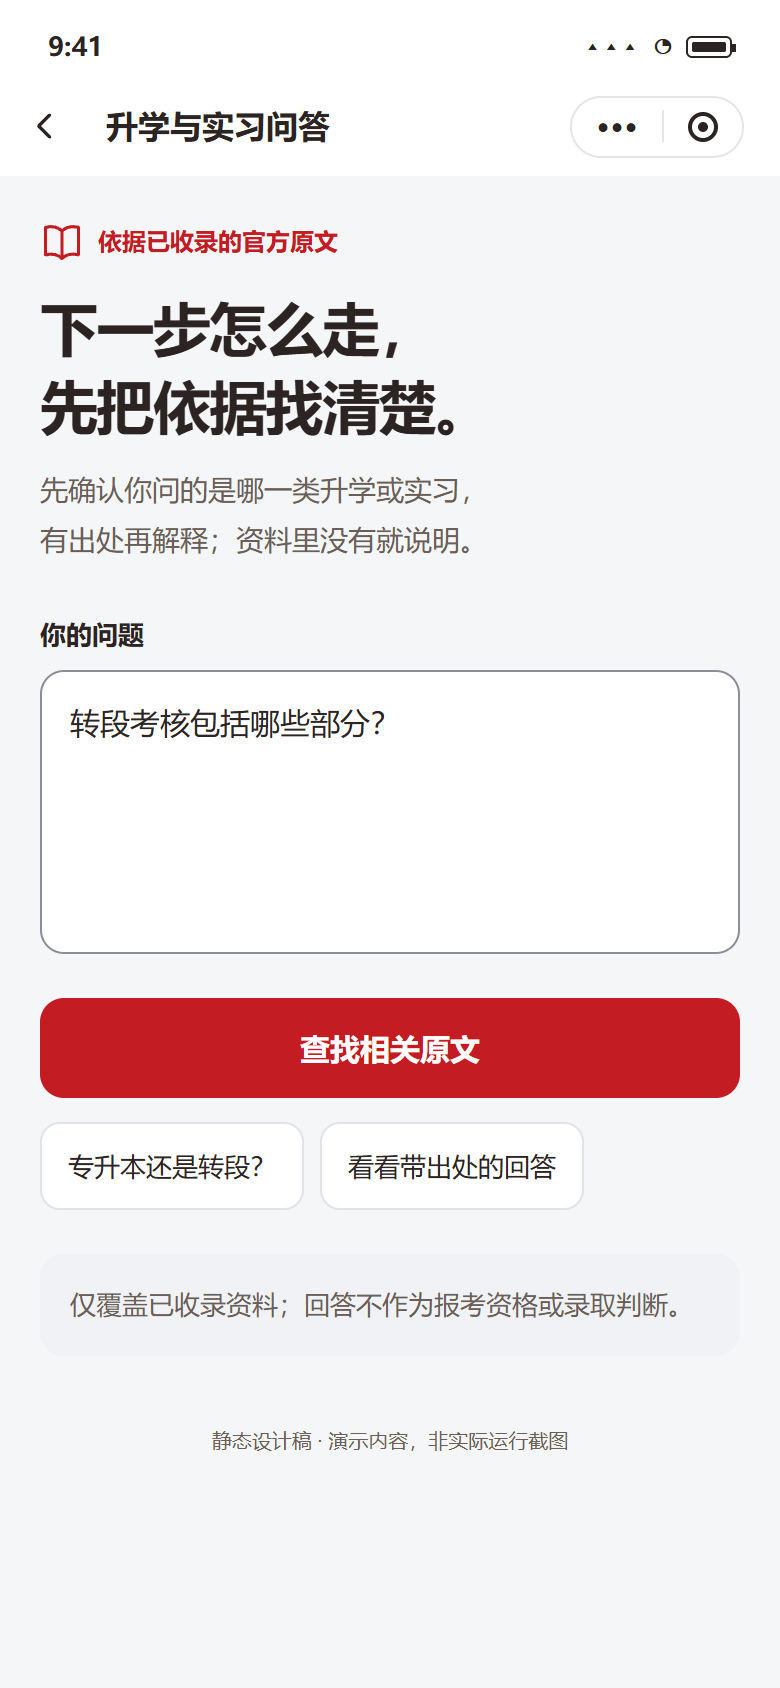 9:41
升学与实习问答
依据已收录的官方原文
下一步怎么走，
先把依据找清楚。
先确认你问的是哪一类升学或实习，
有出处再解释；资料里没有就说明。
你的问题
转段考核包括哪些部分？
查找相关原文
专升本还是转段？
看看带出处的回答
仅覆盖已收录资料；回答不作为报考资格或录取判断。
静态设计稿 · 演示内容，非实际运行截图